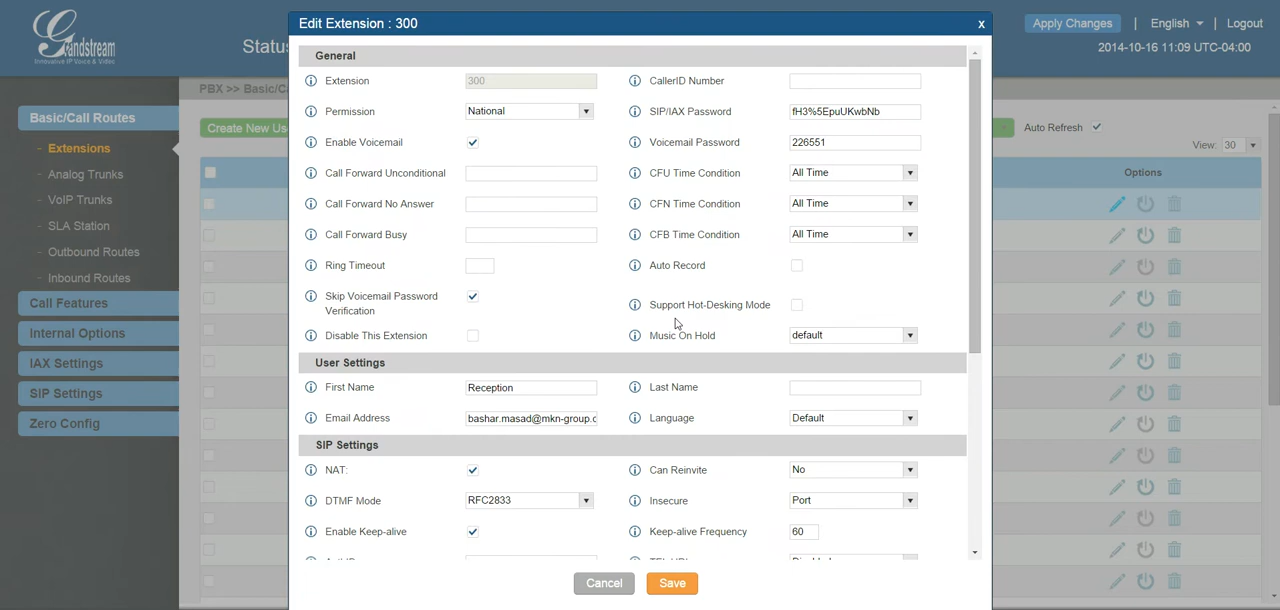 Edit Extension : 300
X
Grandstream
Innovative IP Voice & Video
Status
Apply Changes | English | Logout
2014-10-16 11:09 UTC-04:00
PBX >> Basic/C
Basic/Call Routes
- Extensions
- Analog Trunks
- VoIP Trunks
- SLA Station
- Outbound Routes
- Inbound Routes
Call Features
Internal Options
IAX Settings
SIP Settings
Zero Config
Create New Us
Auto Refresh
View: 30
Options
General
Extension 300 CallerID Number
Permission National SIP/IAX Password fH3%5EpuUKwbNb
Enable Voicemail Voicemail Password 226551
Call Forward Unconditional CFU Time Condition All Time
Call Forward No Answer CFN Time Condition All Time
Call Forward Busy CFB Time Condition All Time
Ring Timeout Auto Record
Skip Voicemail Password
Verification
Support Hot-Desking Mode
Disable This Extension Music On Hold default
User Settings
First Name Reception Last Name
Email Address bashar.masad@mkn-group.c Language Default
SIP Settings
NAT: Can Reinvite No
DTMF Mode RFC2833 Insecure Port
Enable Keep-alive Keep-alive Frequency 60
Cancel Save